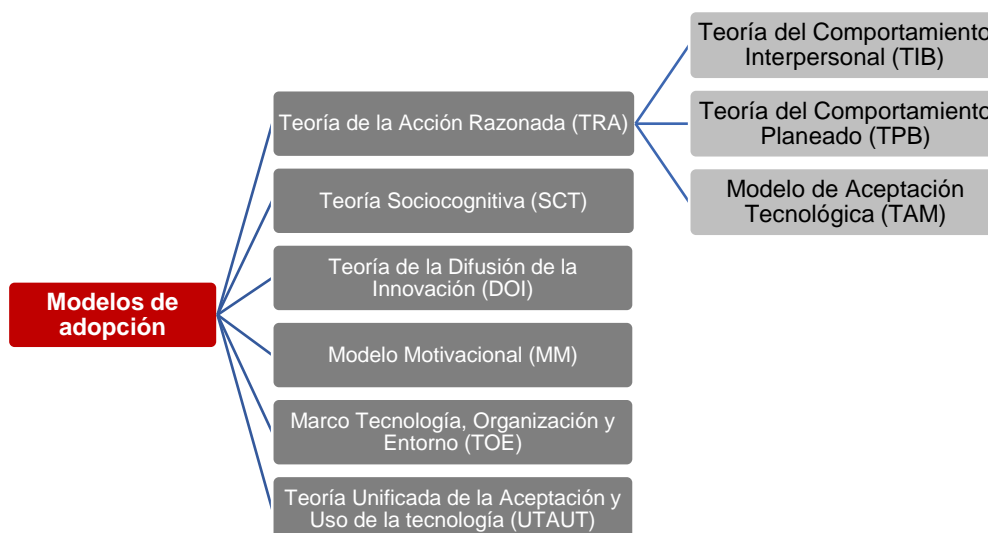 Modelos de
adopción
Teoría de la Acción Razonada (TRA)
Teoría del Comportamiento
Interpersonal (TIB)
Teoría del Comportamiento
Planeado (TPB)
Modelo de Aceptación
Tecnológica (TAM)
Teoría Sociocognitiva (SCT)
Teoría de la Difusión de la
Innovación (DOI)
Modelo Motivacional (MM)
Marco Tecnología, Organización y
Entorno (TOE)
Teoría Unificada de la Aceptación y
Uso de la tecnología (UTAUT)